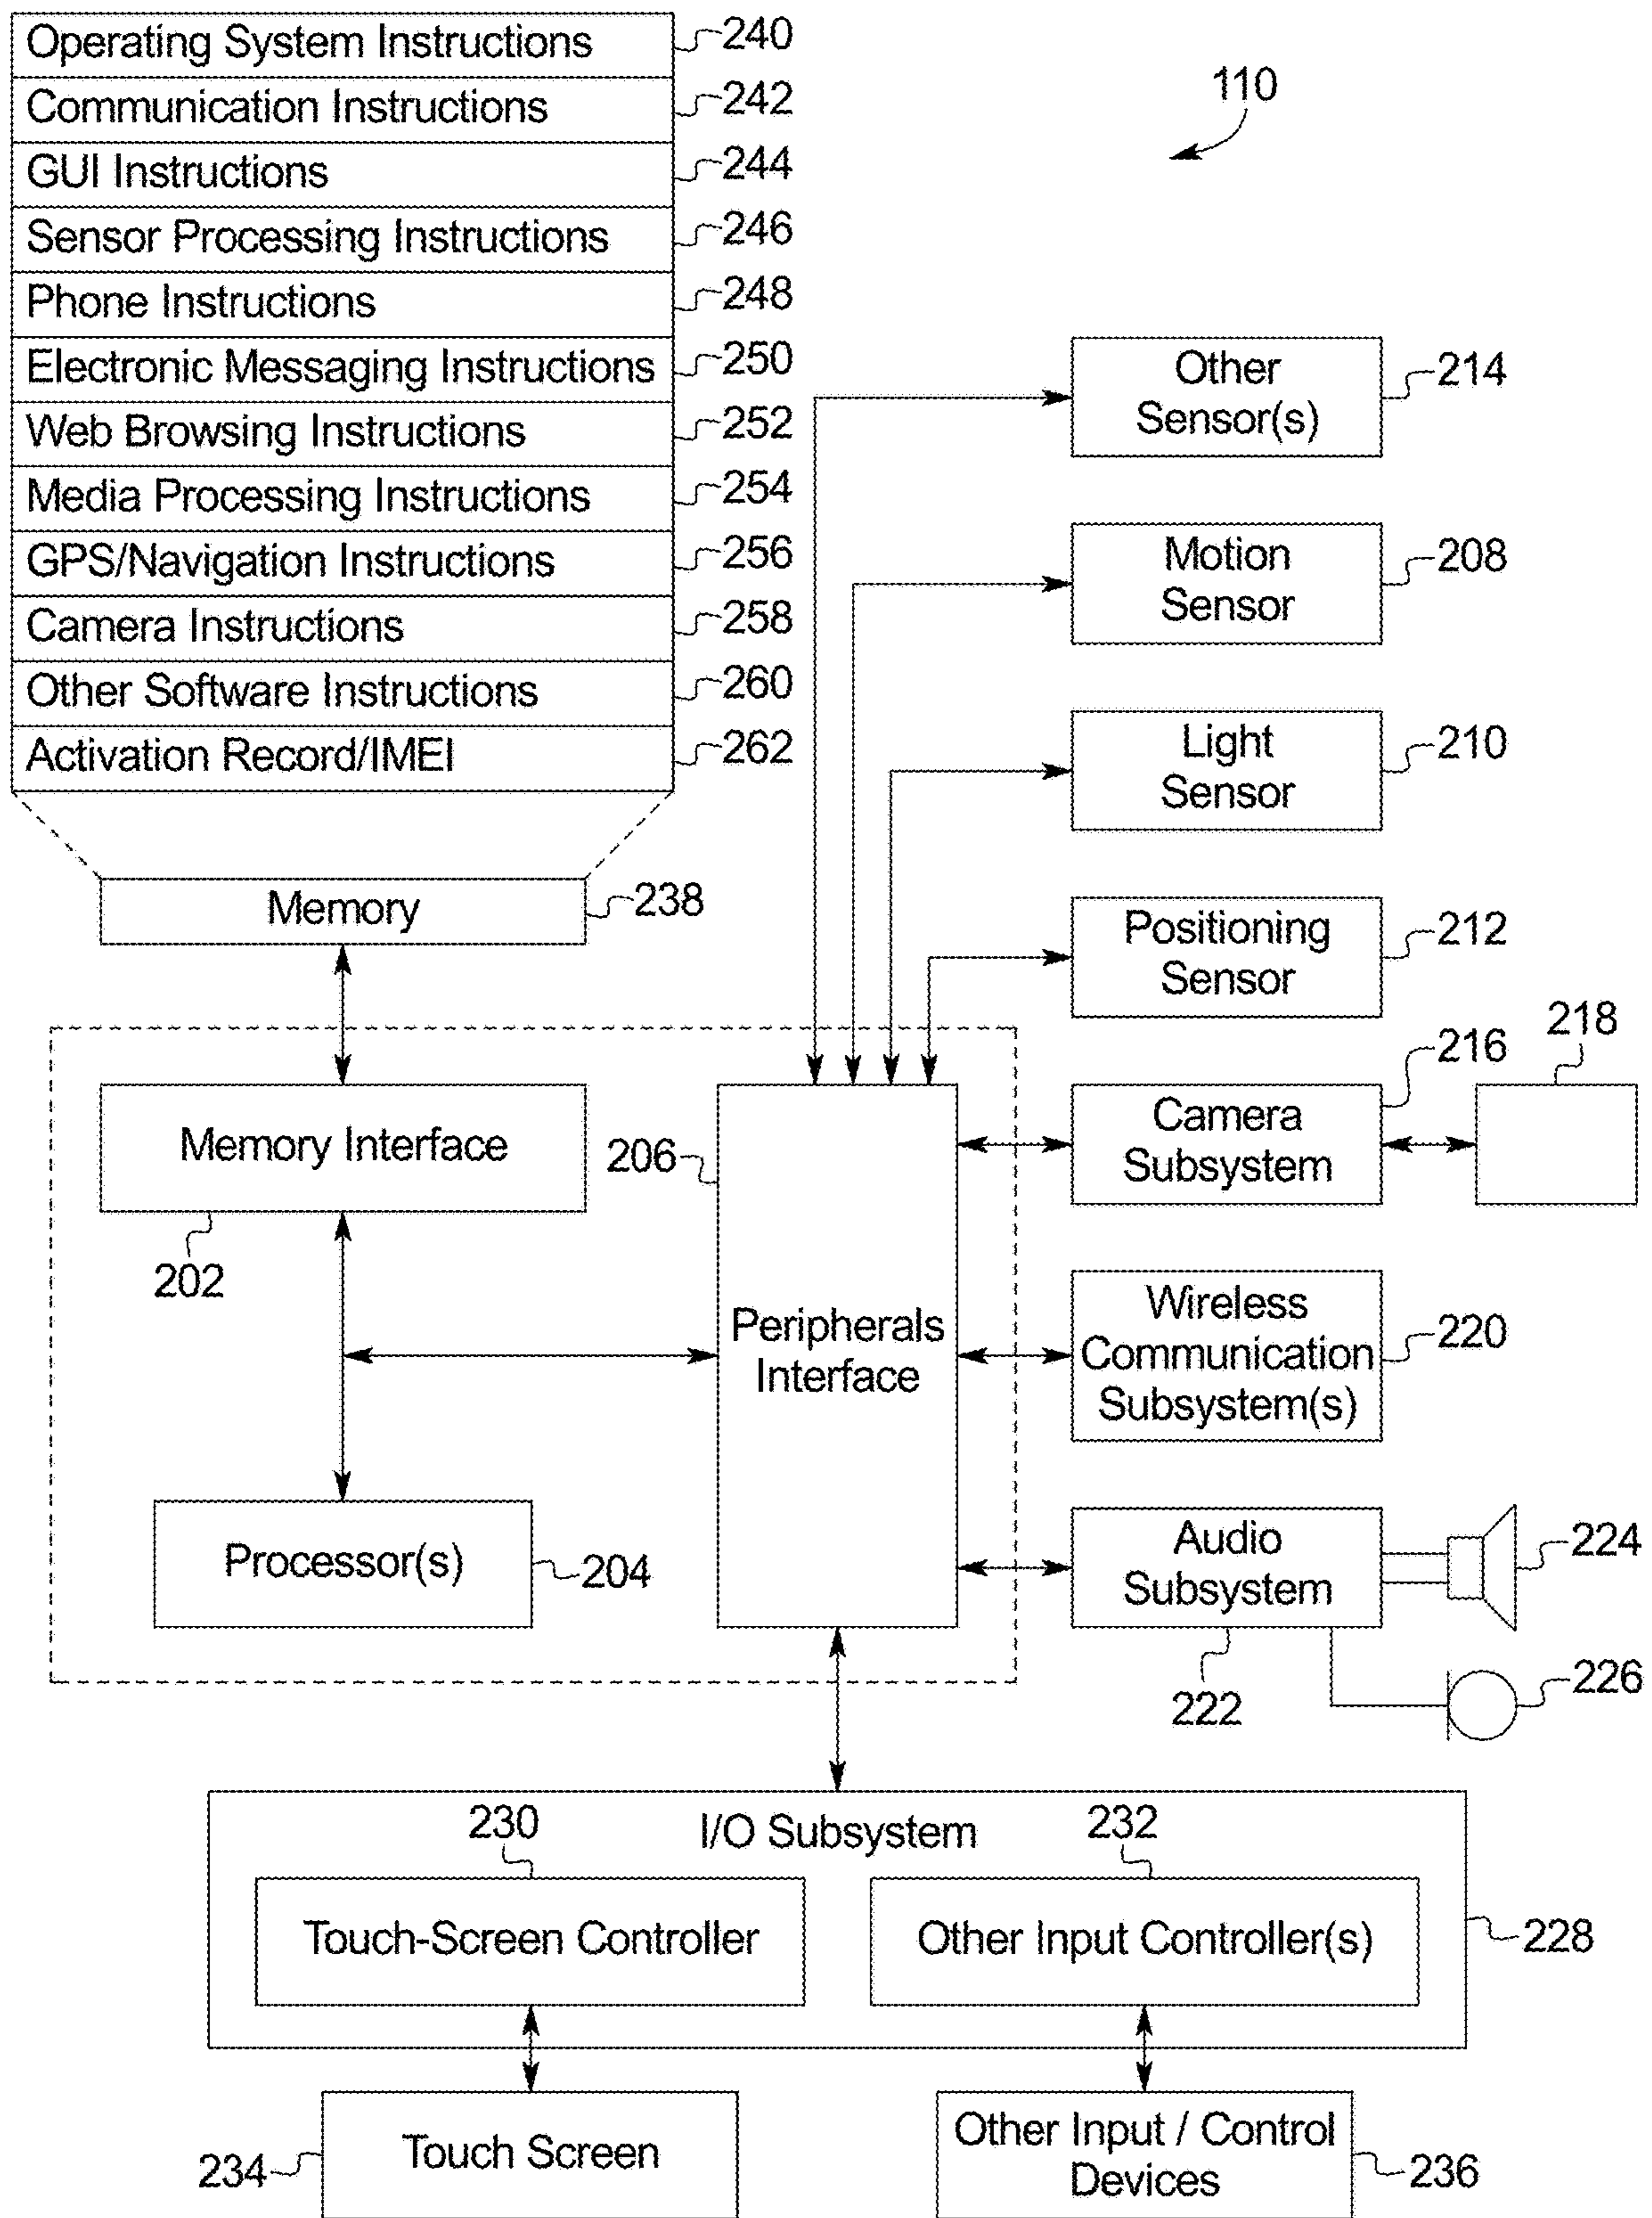 Operating System Instructions 240
Communication Instructions 242
GUI Instructions 244
Sensor Processing Instructions 246
Phone Instructions 248
Electronic Messaging Instructions 250
Web Browsing Instructions 252
Media Processing Instructions 254
GPS/Navigation Instructions 256
Camera Instructions 258
Other Software Instructions 260
Activation Record/IMEI 262
110
Memory 238
Other
Sensor(s)
214
Motion
Sensor
208
Light
Sensor
210
Positioning
Sensor
212
Memory Interface
202
206
Peripherals
Interface
Processor(s) 204
Camera
Subsystem
216
218
Wireless
Communication
Subsystem(s)
220
Audio
Subsystem
222
224
226
I/O Subsystem
228
230
Touch-Screen Controller
232
Other Input Controller(s)
234
Touch Screen
Other Input / Control
Devices
236